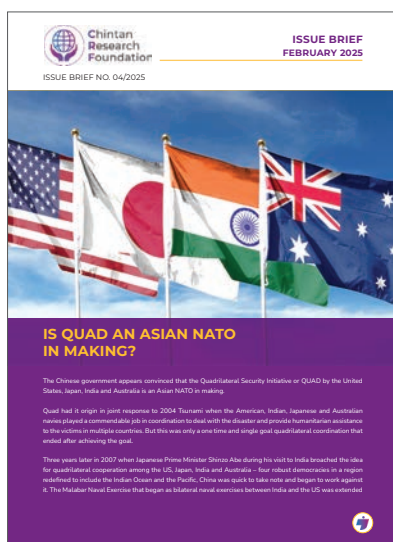 Chintan
Research
Foundation
ISSUE BRIEF
FEBRUARY 2025
ISSUE BRIEF NO. 04/2025
IS QUAD AN ASIAN NATO
IN MAKING?
The Chinese government appears convinced that the Quadrilateral Security Initiative or QUAD by the United
States, Japan, India and Australia is an Asian NATO in making.
Quad had it origin in joint response to 2004 Tsunami when the American, Indian, Japanese and Australian
navies played a commendable job in coordination to deal with the disaster and provide humanitarian assistance
to the victims in multiple countries. But this was only a one time and single goal quadrilateral coordination that
ended after achieving the goal.
Three years later in 2007 when Japanese Prime Minister Shinzo Abe during his visit to India broached the idea
for quadrilateral cooperation among the US, Japan, India and Australia – four robust democracies in a region
redefined to include the Indian Ocean and the Pacific, China was quick to take note and began to work against
it. The Malabar Naval Exercise that began as bilateral naval exercises between India and the US was extended